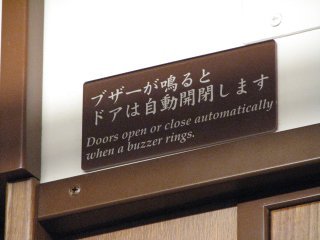 ブザーが鳴ると
ドアは自動開閉します
Doors open or close automatically
when a buzzer rings.